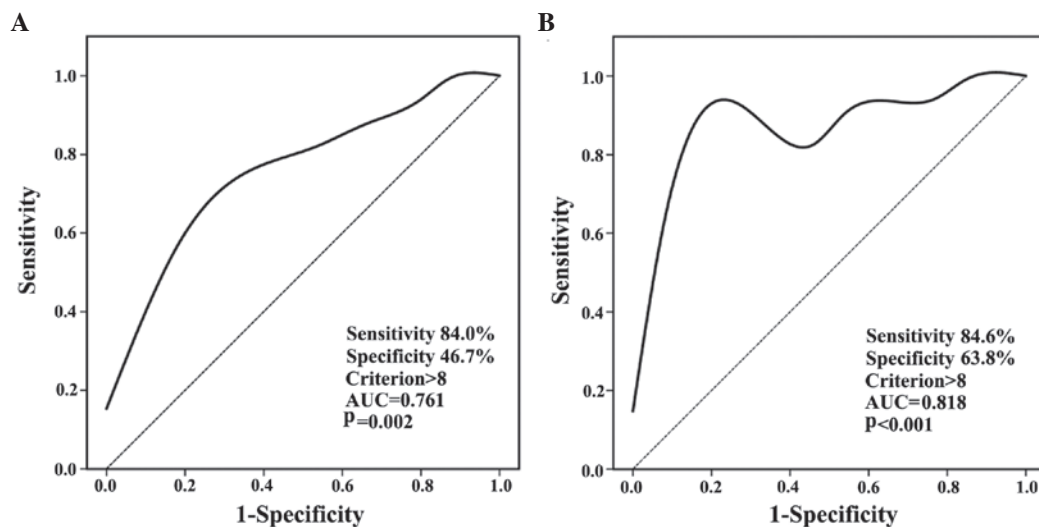 A
Sensitivity
1.0
0.8
0.6
0.4
0.2
0.0
Sensitivity 84.0%
Specificity 46.7%
Criterion>8
AUC=0.761
p=0.002
0.0 0.2 0.4 0.6 0.8 1.0
1-Specificity
B
Sensitivity
1.0
0.8
0.6
0.4
0.2
0.0
Sensitivity 84.6%
Specificity 63.8%
Criterion>8
AUC=0.818
p<0.001
0.0 0.2 0.4 0.6 0.8 1.0
1-Specificity